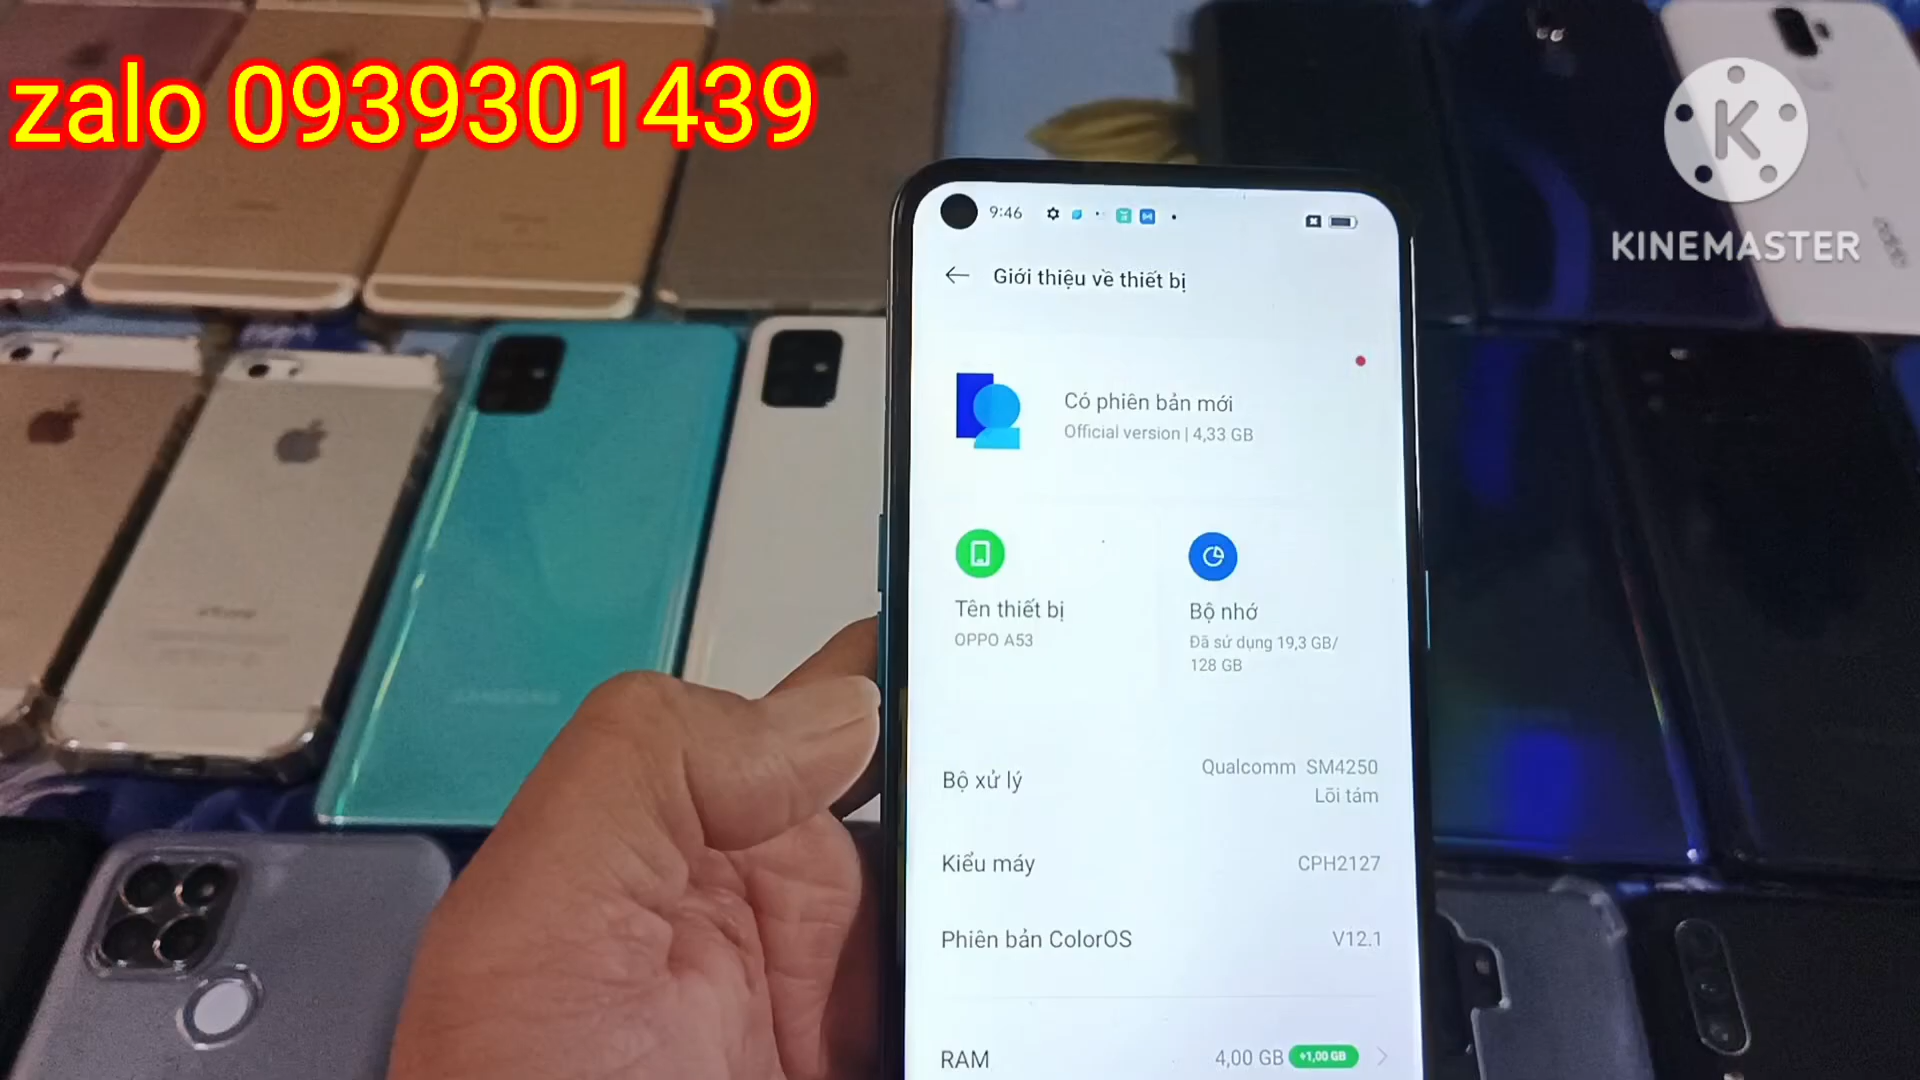 zalo 0939301439
KINEMASTER
9:46
Giới thiệu về thiết bị
Có phiên bản mới
Official version | 4,33 GB
Tên thiết bị
OPPO A53
Bộ nhớ
Đã sử dụng 19,3 GB/
128 GB
Bộ xử lý
Qualcomm SM4250
Lõi tám
Kiểu máy
CPH2127
Phiên bản ColorOS
V12.1
RAM
4,00 GB +1,00 GB
iPhone